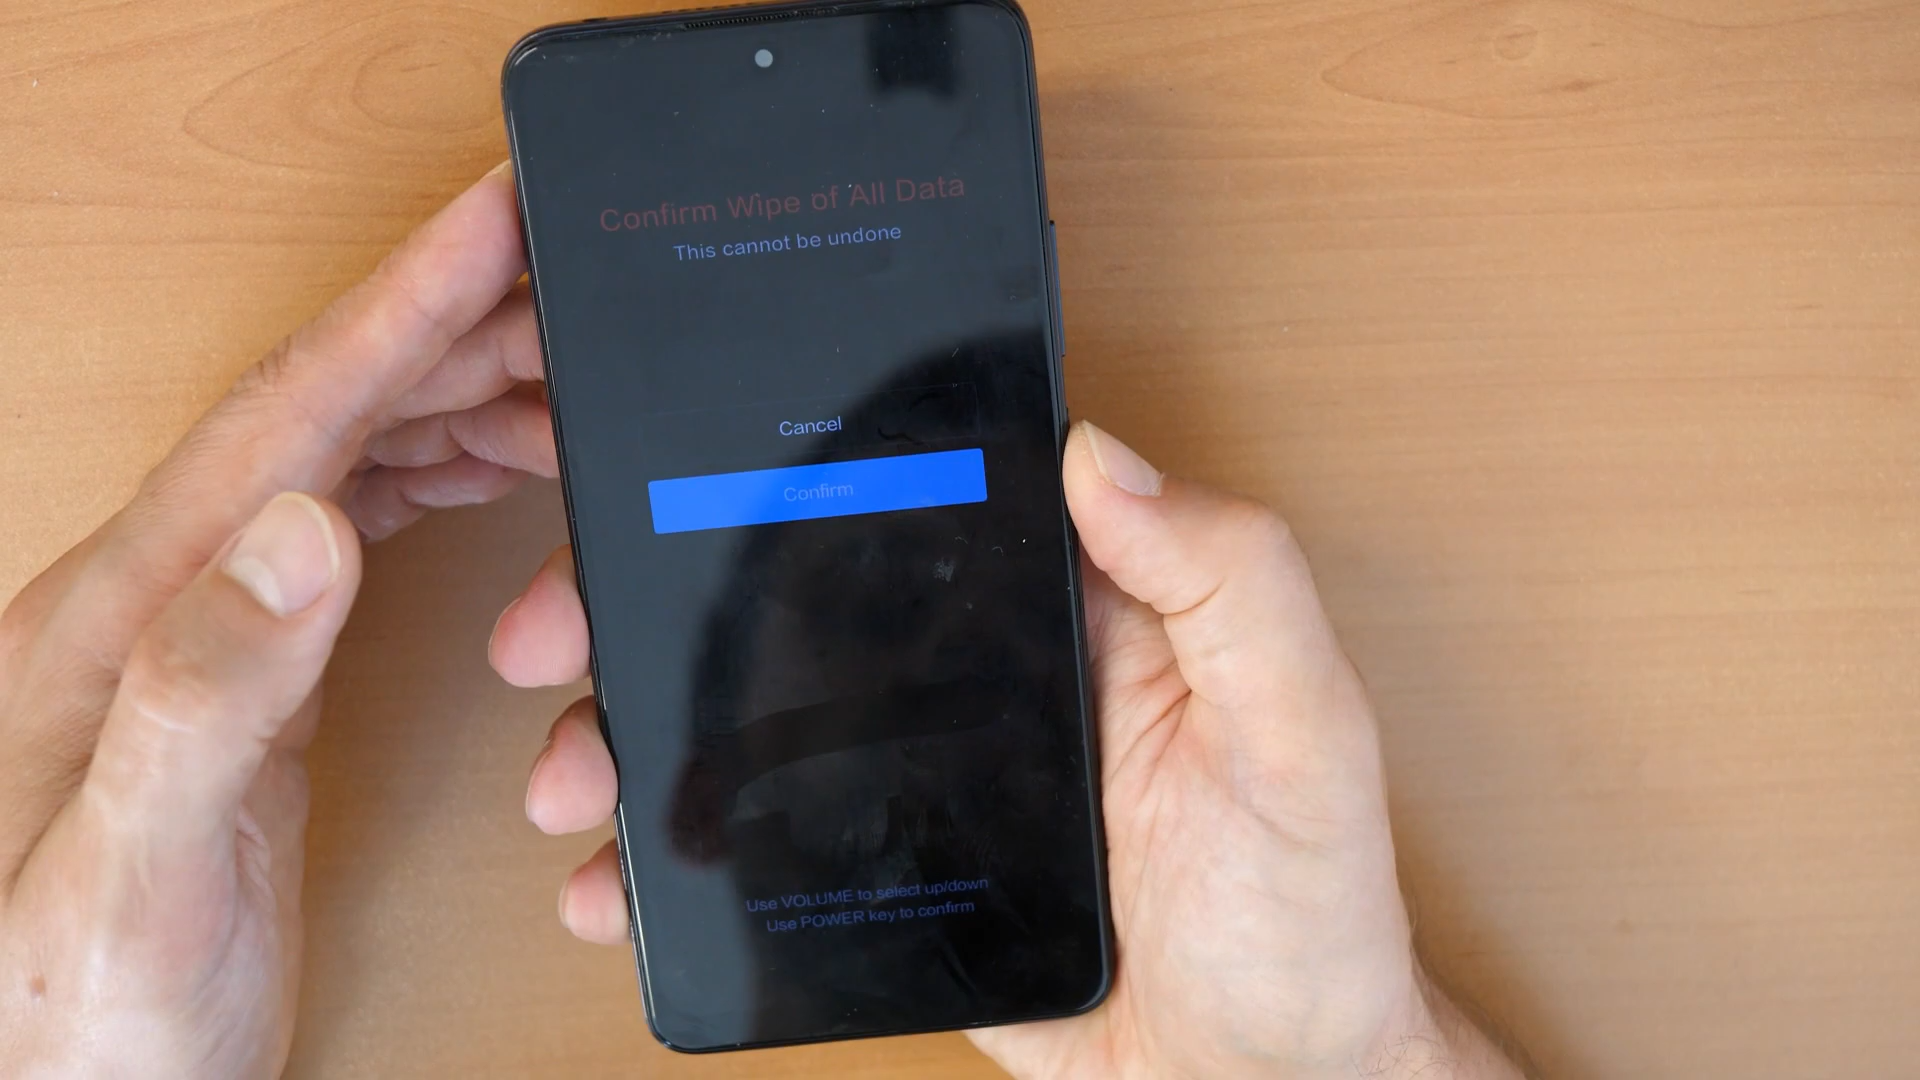 Confirm Wipe of All Data
This cannot be undone
Cancel
Confirm
Use VOLUME to select up/down
Use POWER key to confirm